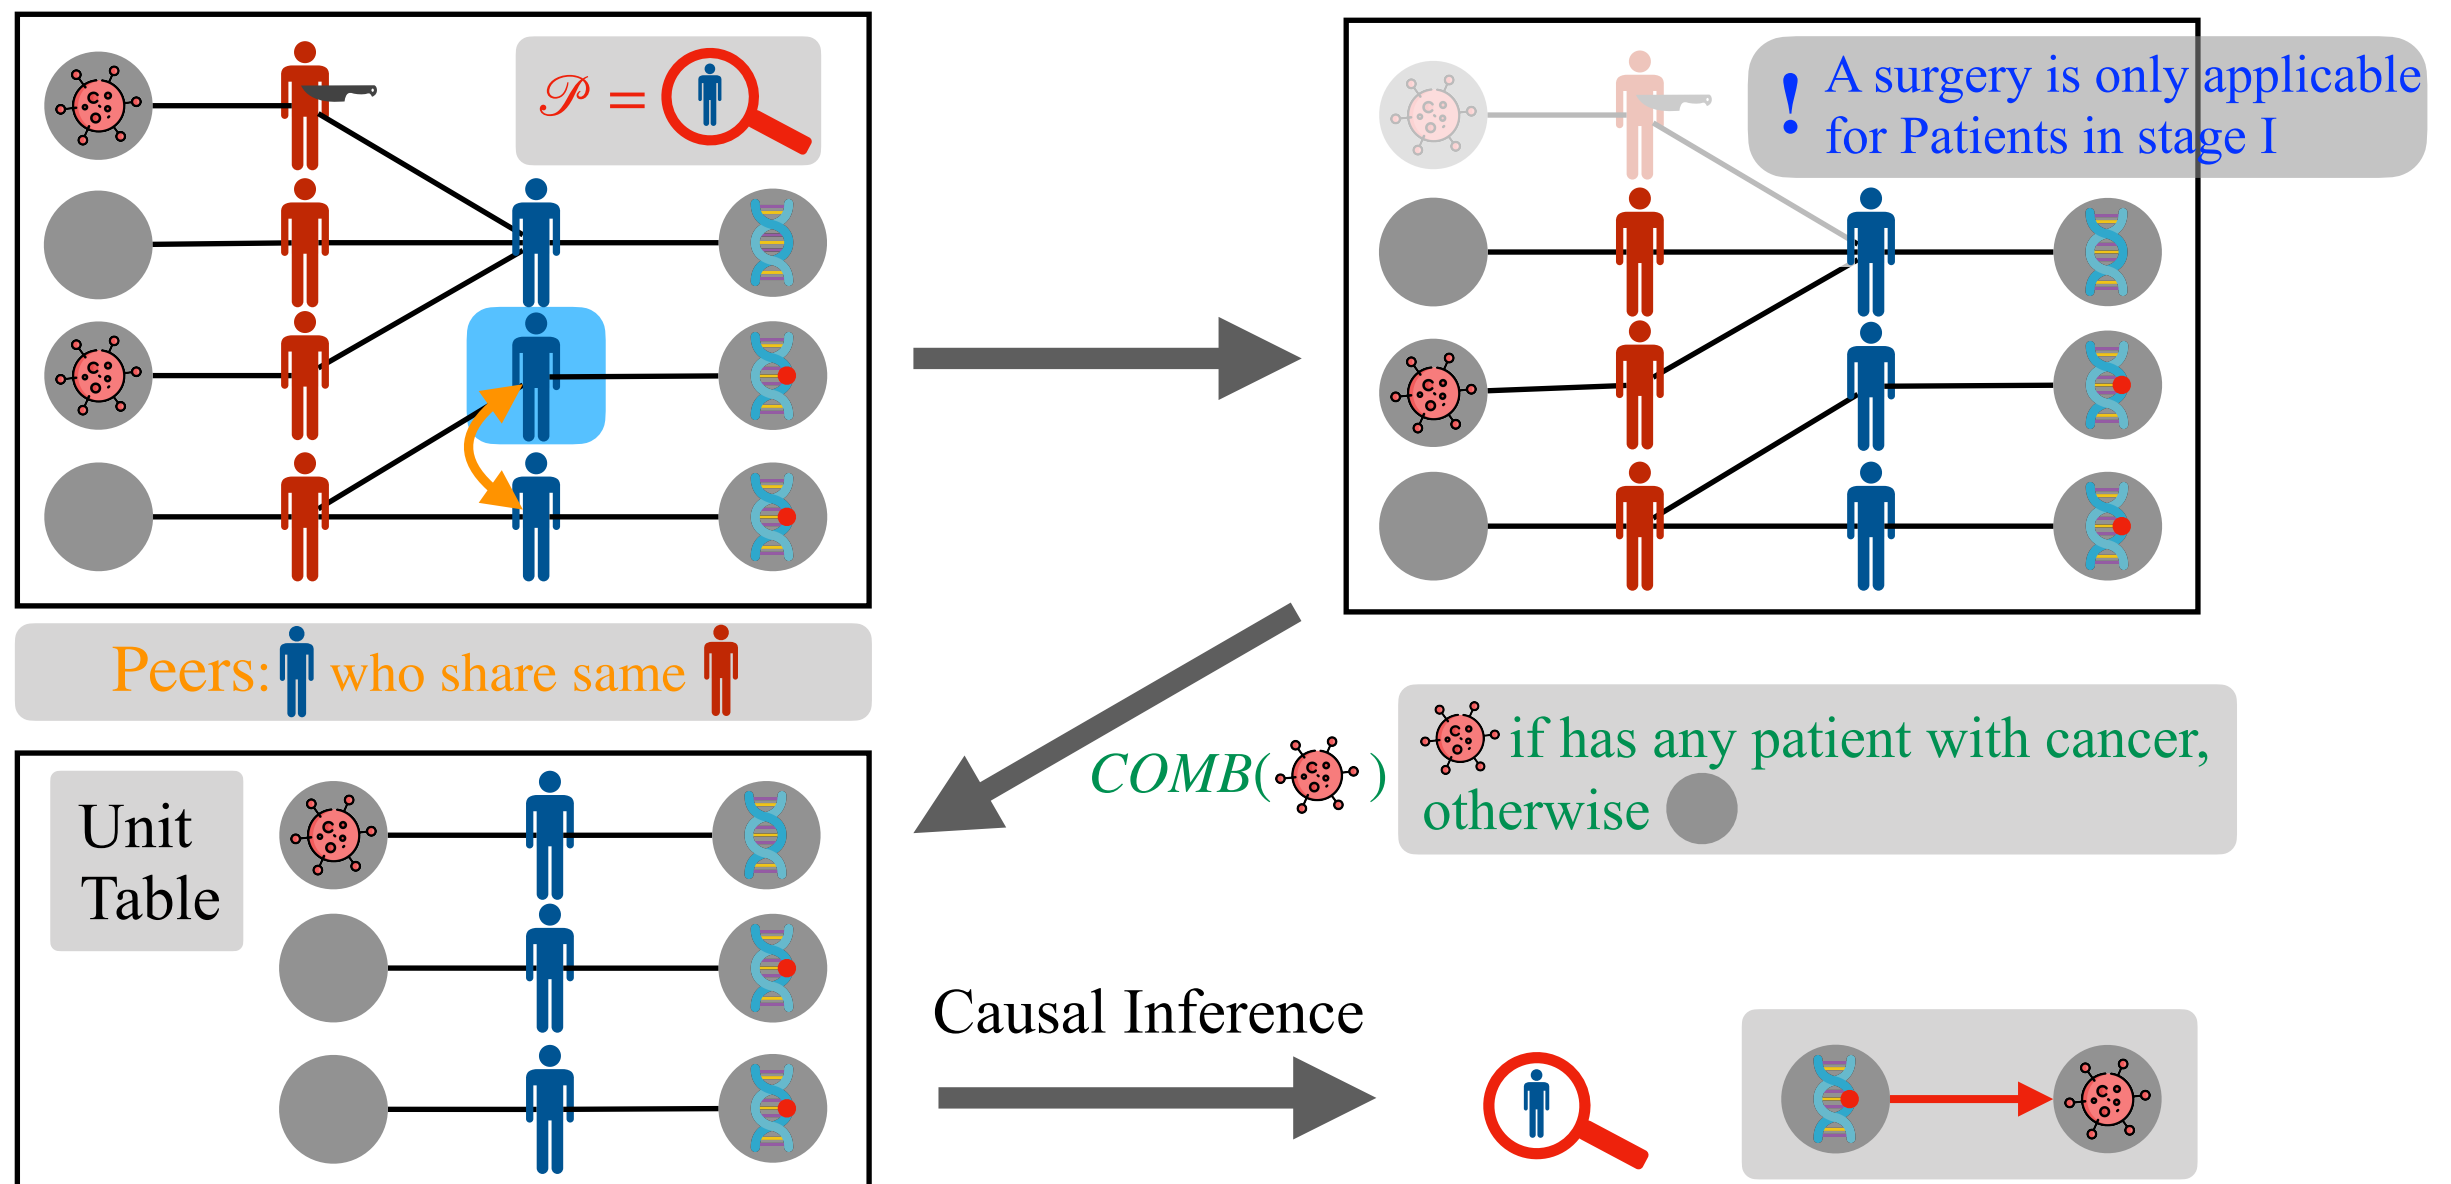 𝒫 =
! A surgery is only applicable
for Patients in stage I
Peers: who share same
COMB( )
if has any patient with cancer,
otherwise
Unit
Table
Causal Inference